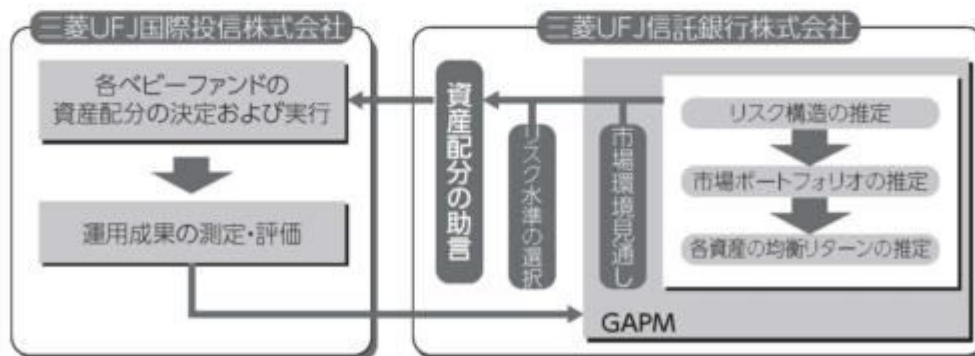 三菱UFJ国際投信株式会社
各ベビーファンドの
資産配分の決定および実行
運用成果の測定・評価
三菱UFJ信託銀行株式会社
資産配分の助言
リスク水準の選択
市場環境見通し
リスク構造の推定
市場ポートフォリオの推定
各資産の均衡リターンの推定
GAPM